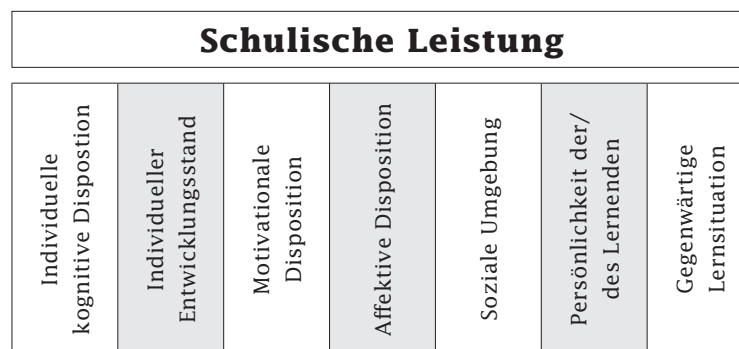 Schulische Leistung
Individuelle
kognitive Dispostion
Individueller
Entwicklungsstand
Motivationale
Disposition
Affektive Disposition
Soziale Umgebung
Persönlichkeit der/
des Lernenden
Gegenwärtige
Lernsituation